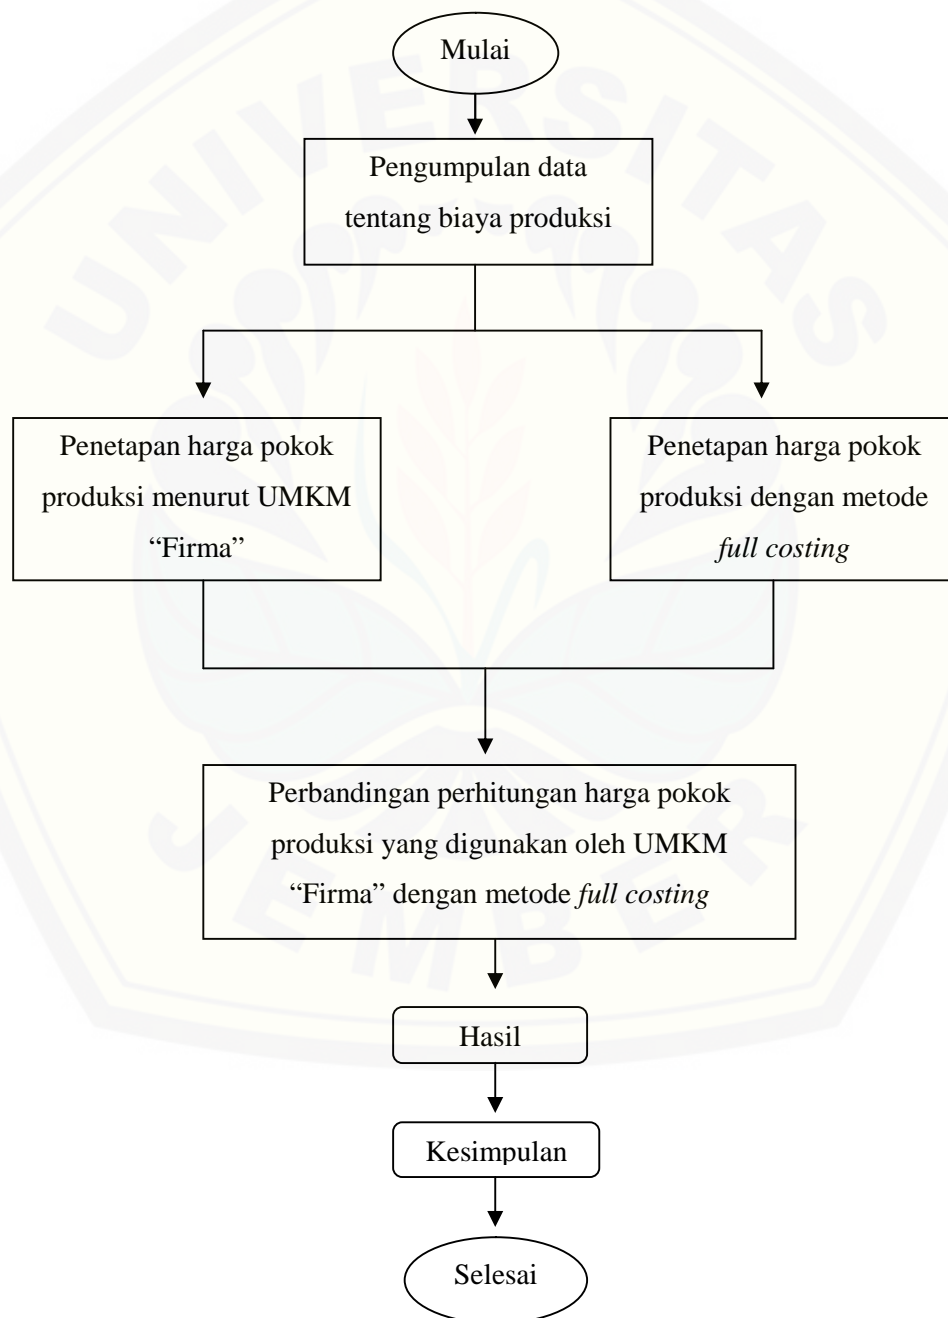 UNIVERSITAS
Mulai
Pengumpulan data
tentang biaya produksi
Penetapan harga pokok
produksi menurut UMKM
“Firma”
Penetapan harga pokok
produksi dengan metode
full costing
Perbandingan perhitungan harga pokok
produksi yang digunakan oleh UMKM
“Firma” dengan metode full costing
JEMBER
Hasil
Kesimpulan
Selesai